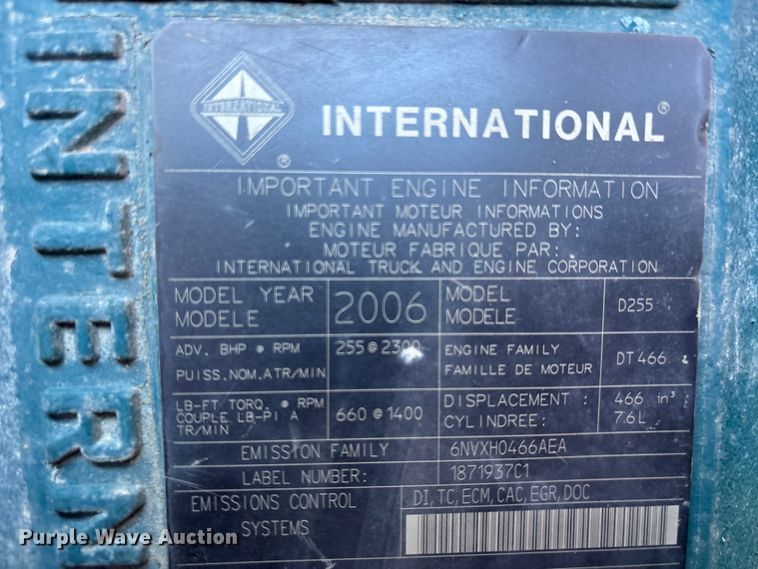 INTERN
INTERNATIONAL
®
INTERNATIONAL®
IMPORTANT ENGINE INFORMATION
IMPORTANT MOTEUR INFORMATIONS
ENGINE MANUFACTURED BY:
MOTEUR FABRIQUE PAR:
INTERNATIONAL TRUCK AND ENGINE CORPORATION
MODEL YEAR
MODELE
2006
MODEL
MODELE
D255
ADV. BHP @ RPM
PUISS.NOM.ATR/MIN
255@2300
ENGINE FAMILY
FAMILLE DE MOTEUR
DT466
LB-FT TORQ. @ RPM
COUPLE LB-PI A
TR/MIN
660@1400
DISPLACEMENT:
CYLINDREE:
466 in³
7.6L
EMISSION FAMILY
6NVXH0466AEA
LABEL NUMBER:
1871937C1
EMISSIONS CONTROL
SYSTEMS
DI, TC, ECM, CAC, EGR, DOC
Purple Wave Auction